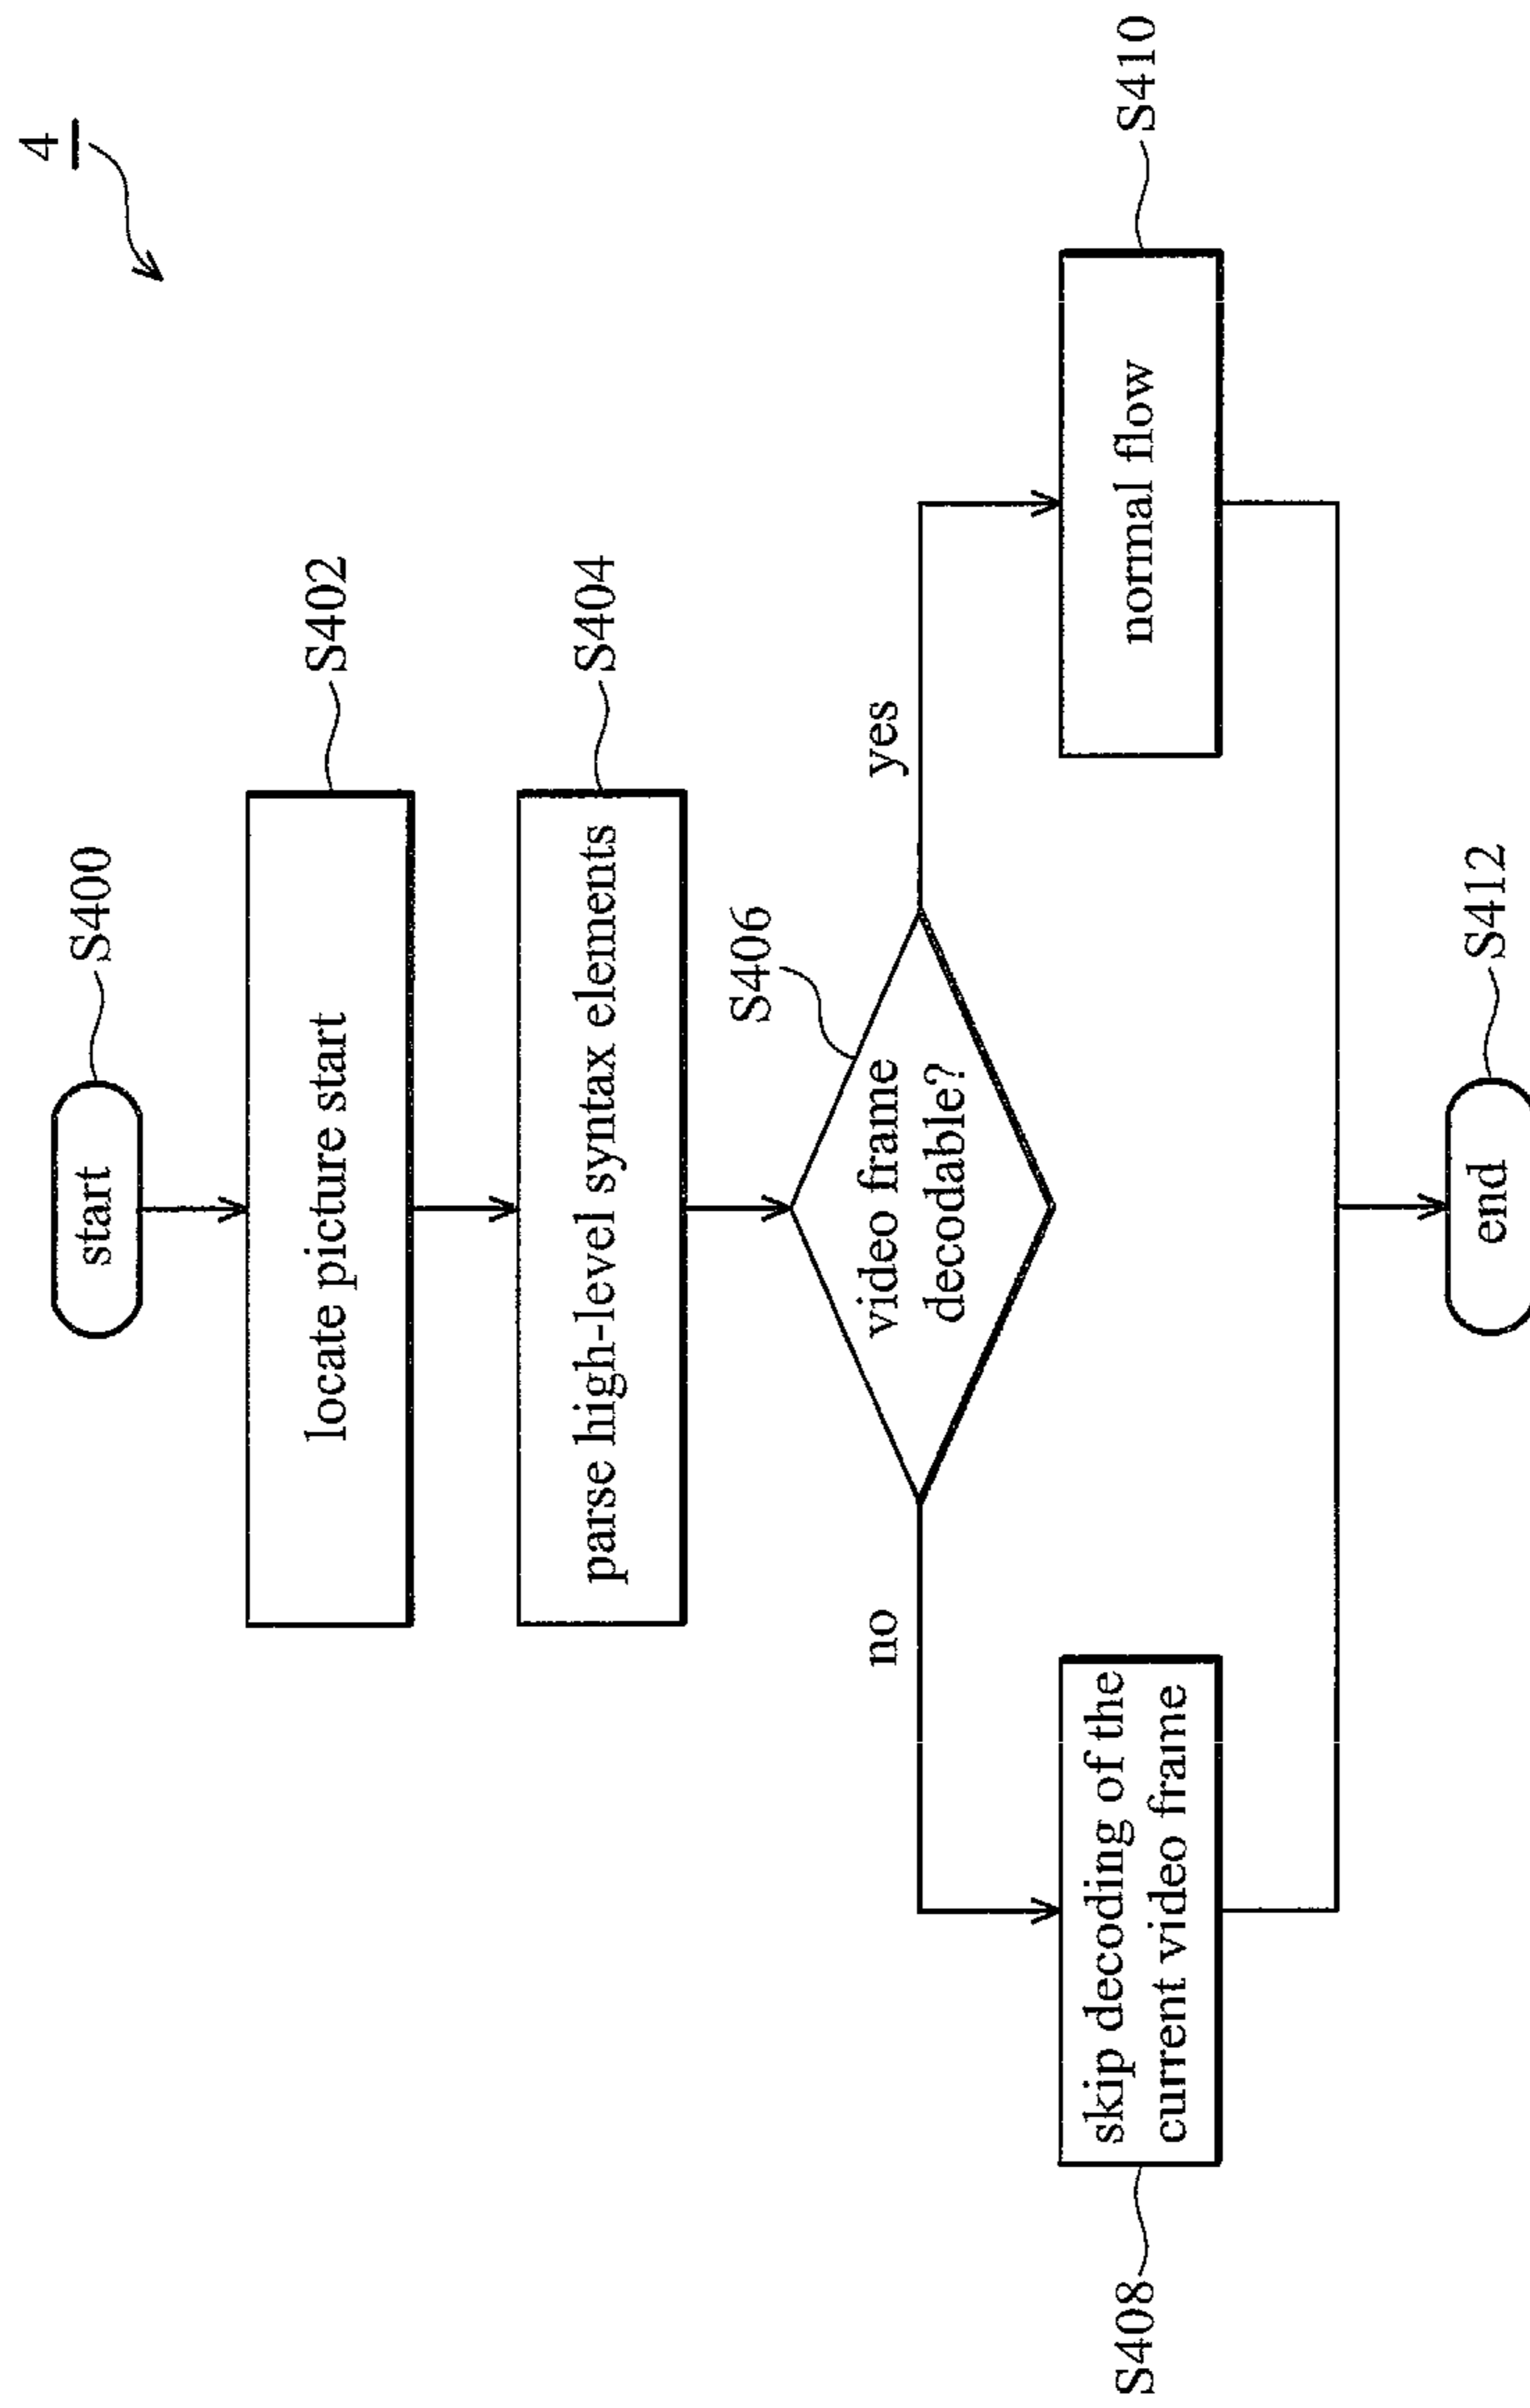 4
start
S400
locate picture start
S402
parse high-level syntax elements
S404
S406
video frame
decodable?
no
yes
skip decoding of the
current video frame
S408
normal flow
S410
end
S412